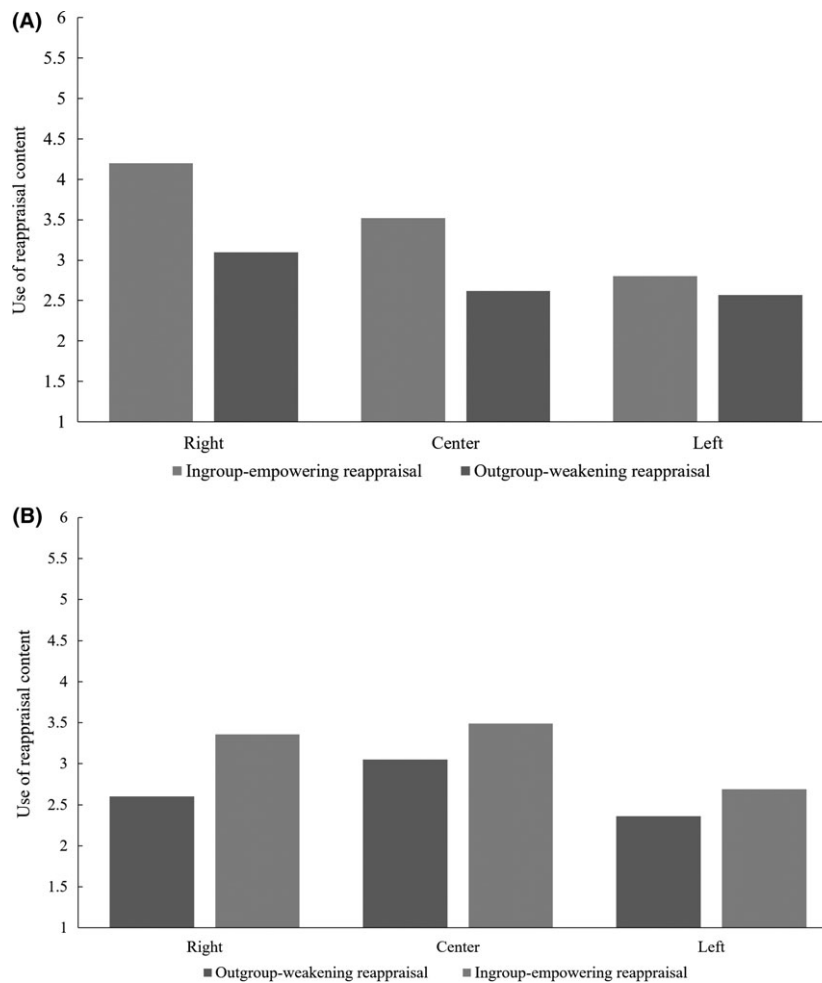 (A)
6
5.5
5
4.5
4
3.5
3
2.5
2
1.5
1
Use of reappraisal content
Right Center Left
Ingroup-empowering reappraisal Outgroup-weakening reappraisal
(B)
6
5.5
5
4.5
4
3.5
3
2.5
2
1.5
1
Use of reappraisal content
Right Center Left
Outgroup-weakening reappraisal Ingroup-empowering reappraisal